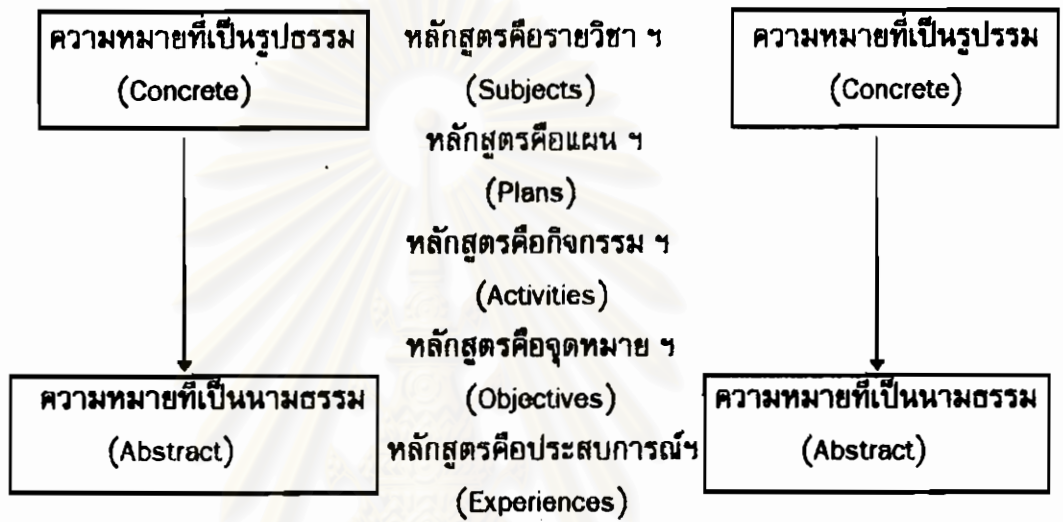 ความหมายที่เป็นรูปธรรม
(Concrete)
หลักสูตรคือรายวิชา ฯ
(Subjects)
หลักสูตรคือแผน ฯ
(Plans)
หลักสูตรคือกิจกรรม ฯ
(Activities)
หลักสูตรคือจุดหมาย ฯ
(Objectives)
หลักสูตรคือประสบการณ์ฯ
(Experiences)
ความหมายที่เป็นรูปรรม
(Concrete)
ความหมายที่เป็นนามธรรม
(Abstract)
ความหมายที่เป็นนามธรรม
(Abstract)